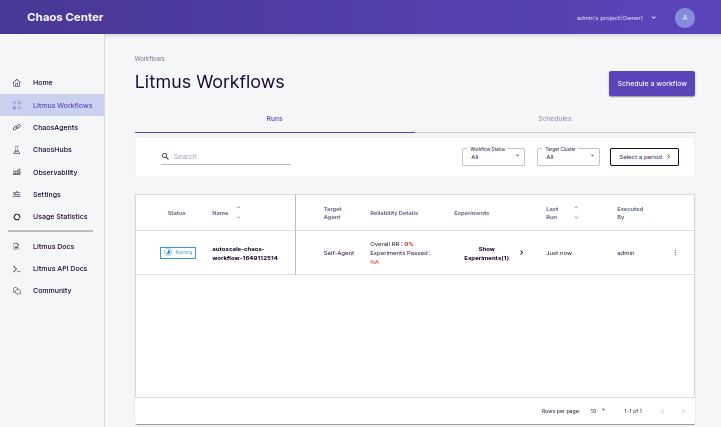 Chaos Center
admin's project(Owner)
A
Home
Litmus Workflows
ChaosAgents
ChaosHubs
Observability
Settings
Usage Statistics
Litmus Docs
Litmus API Docs
Community
Workflows
Litmus Workflows
Schedule a workflow
Runs
Schedules
Search
Workflow Status
All
Target Cluster
All
Select a period
Status
Name
Target
Agent
Reliability Details
Experiments
Last
Run
Executed
By
Running
autoscale-chaos-
workflow-1649112514
Self-Agent
Overall RR : 0%
Experiments Passed :
NA
Show
Experiments(1)
Just now
admin
Rows per page:
10
1-1 of 1